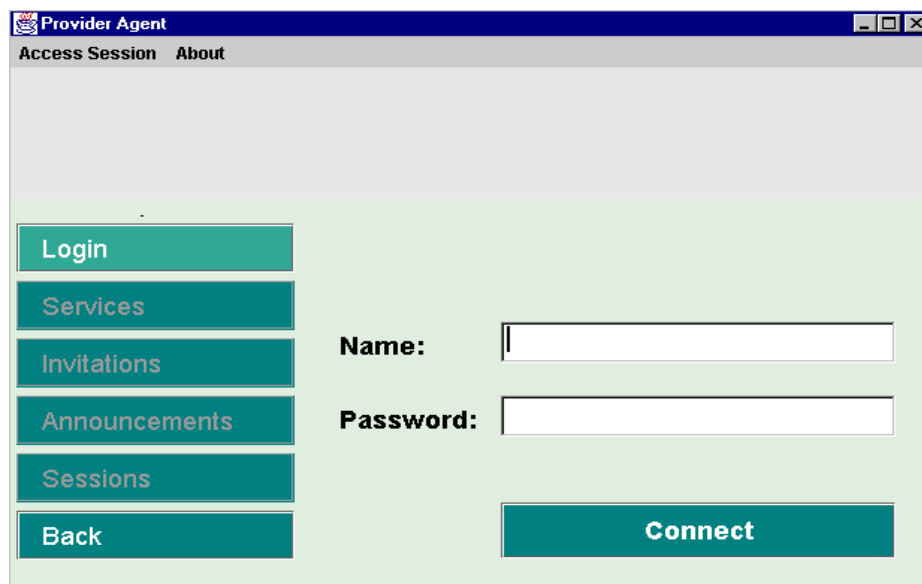 Provider Agent
Access Session About
Login
Services
Invitations
Announcements
Sessions
Back
Name:
Password:
Connect